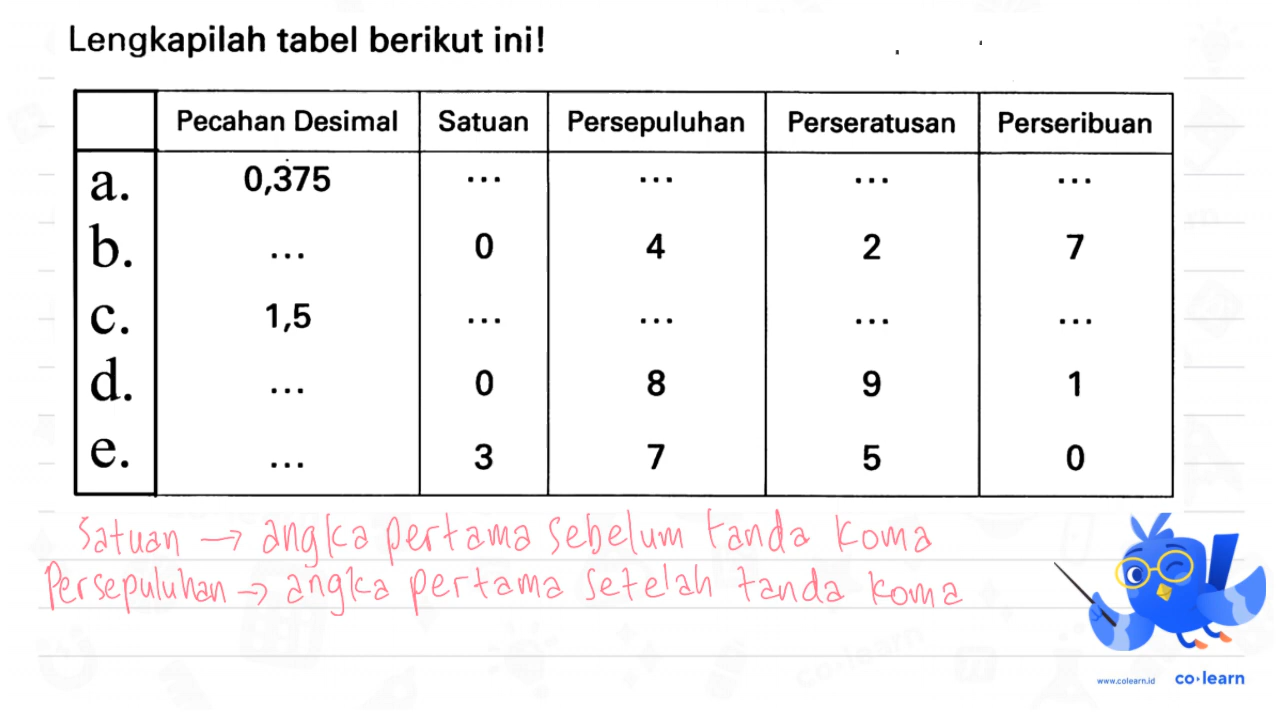 Lengkapilah tabel berikut ini!
Pecahan Desimal Satuan Persepuluhan Perseratusan Perseribuan
a. 0,375 ... ... ... ...
b. ... 0 4 2 7
c. 1,5 ... ... ... ...
d. ... 0 8 9 1
e. ... 3 7 5 0
Satuan → angka pertama sebelum tanda koma
Persepuluhan → angka pertama setelah tanda koma
www.colearn.id co·learn